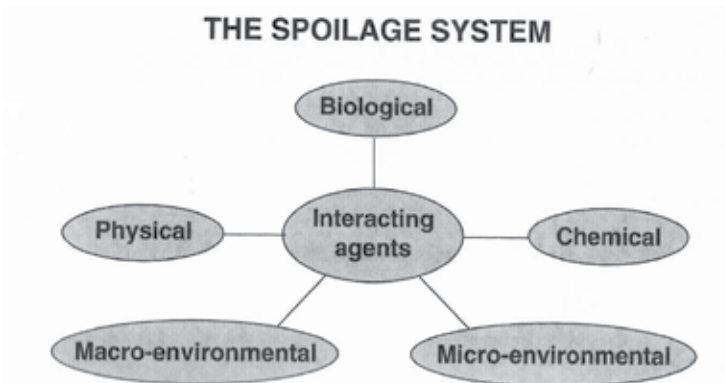 THE SPOILAGE SYSTEM
Biological
Physical
Interacting
agents
Chemical
Macro-environmental
Micro-environmental